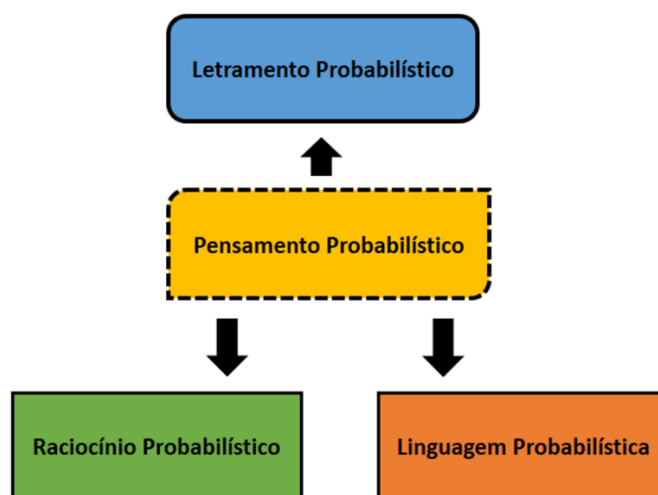 Letramento Probabilístico
Pensamento Probabilístico
Raciocínio Probabilístico
Linguagem Probabilística